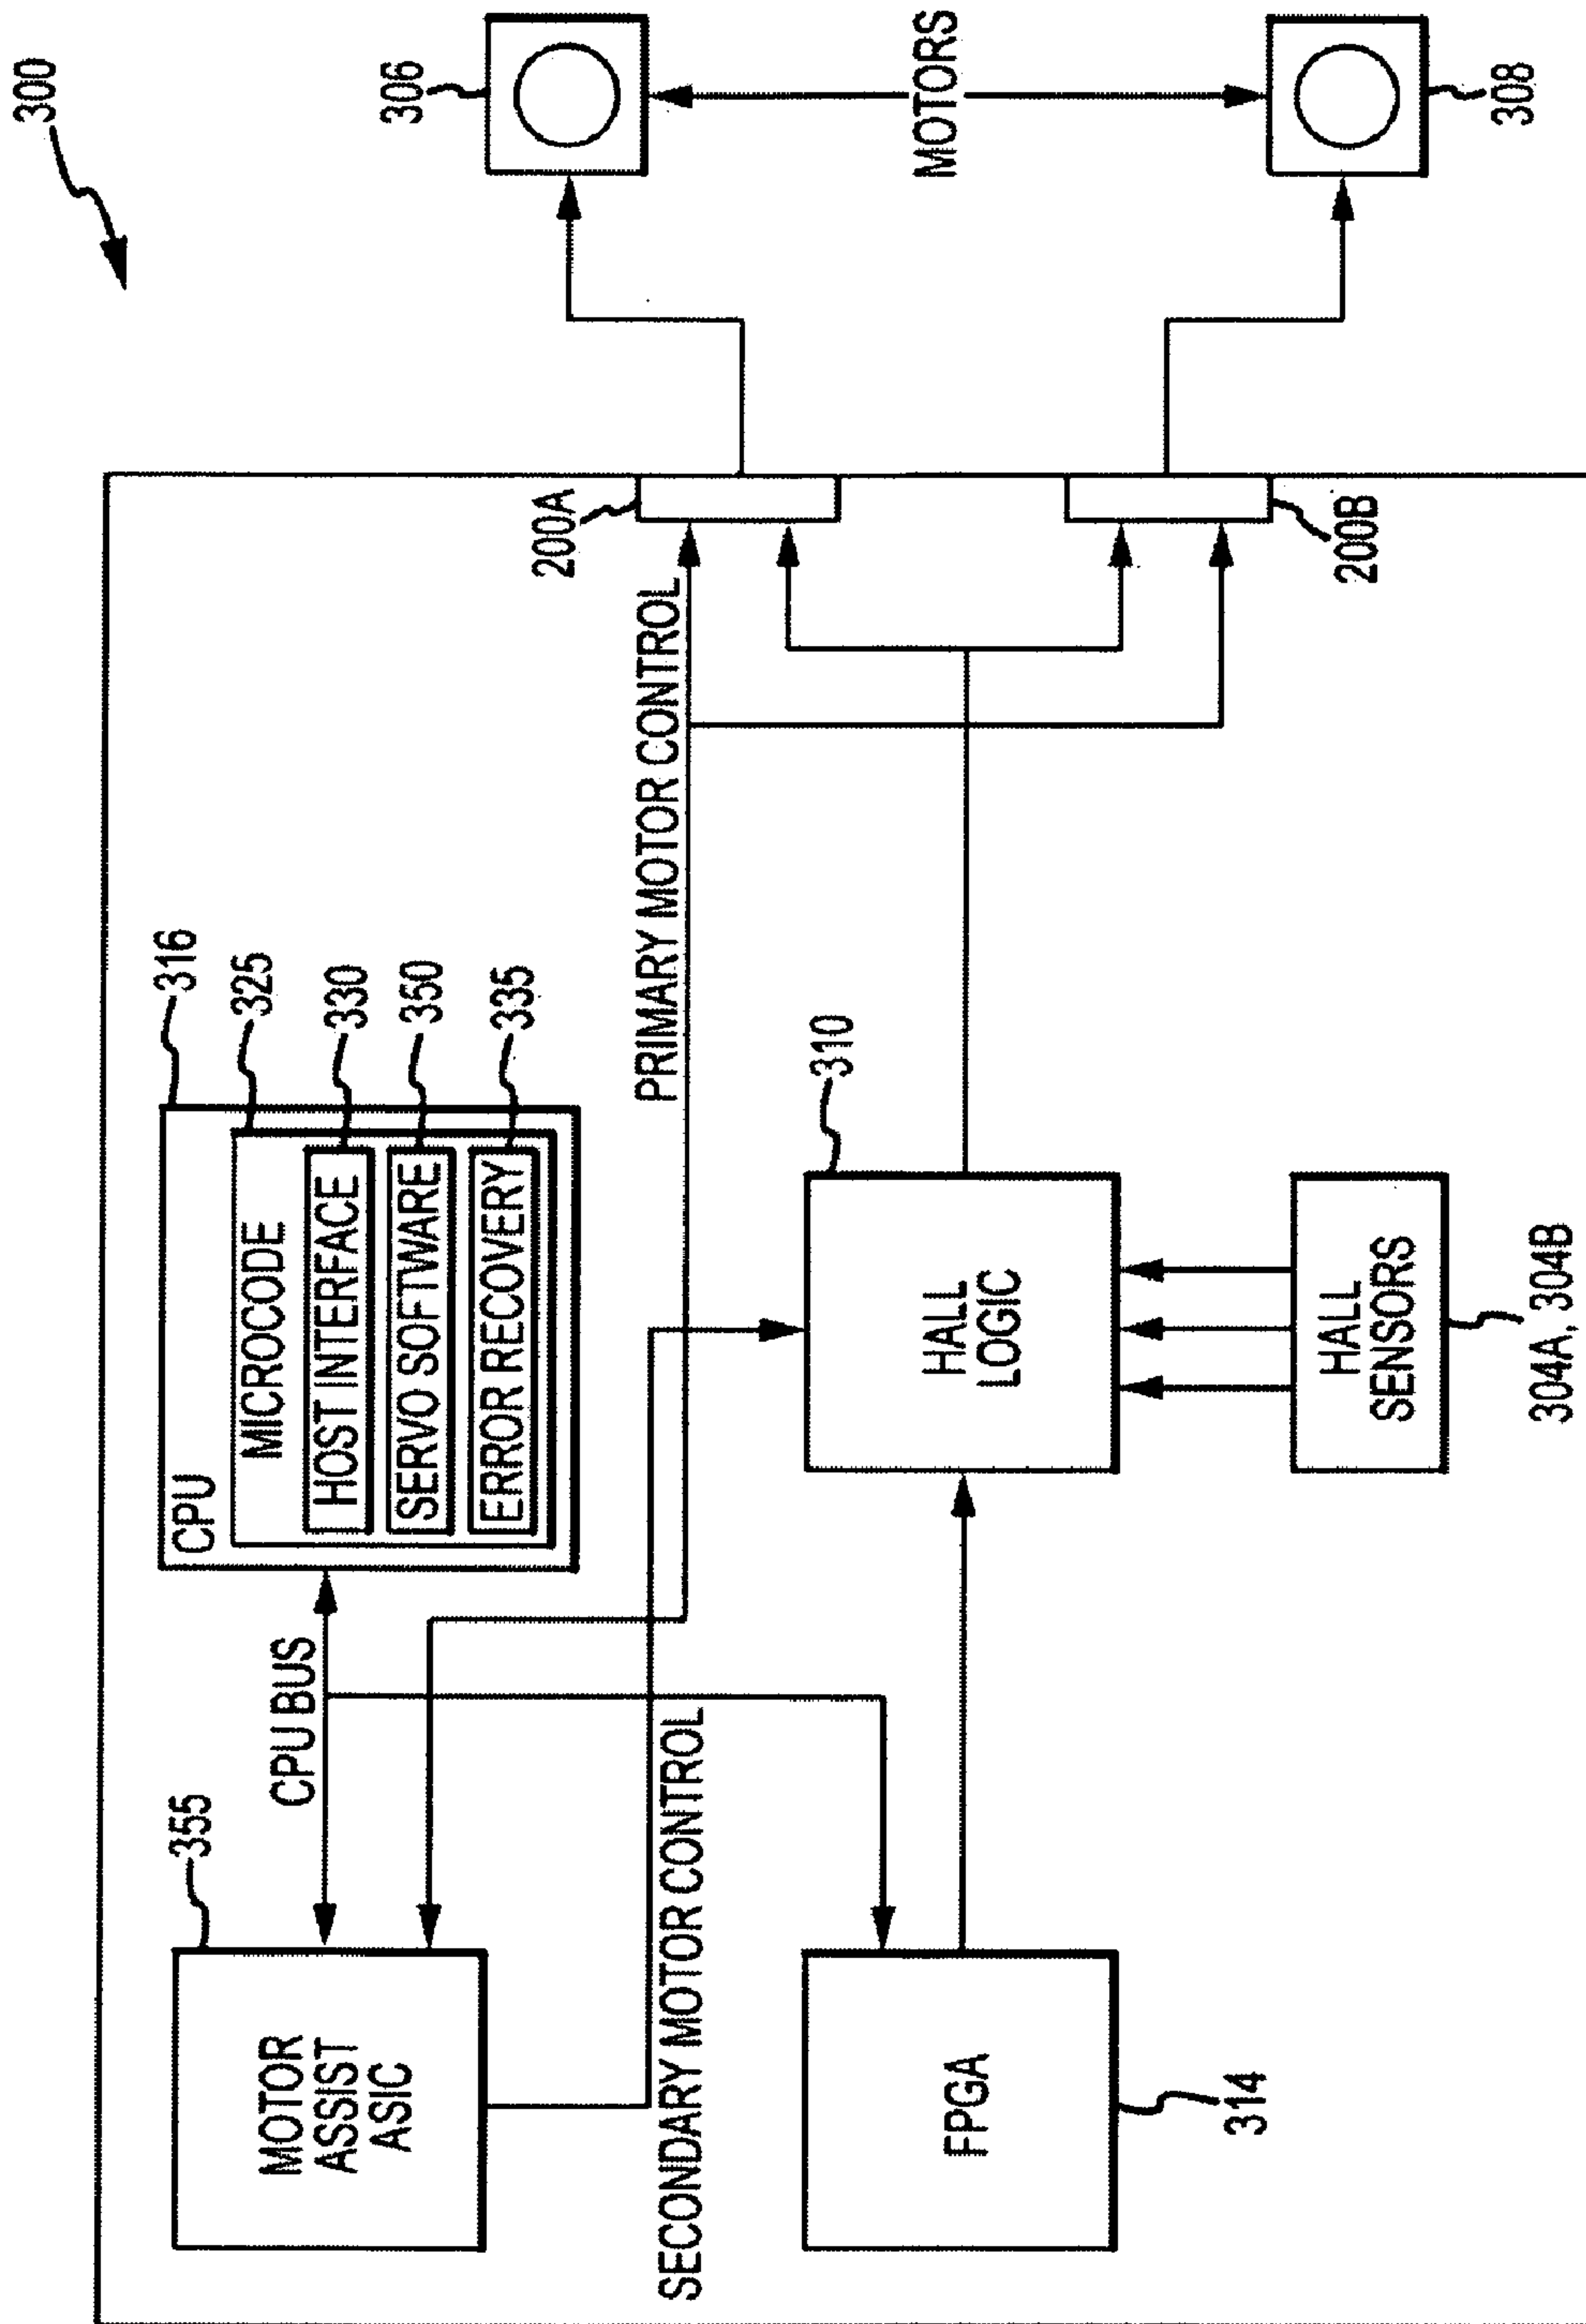 300
355
MOTOR
ASSIST
ASIC
CPU BUS
316
325
330
350
335
CPU
MICROCODE
HOST INTERFACE
SERVO SOFTWARE
ERROR RECOVERY
SECONDARY MOTOR CONTROL
PRIMARY MOTOR CONTROL
200A
200B
306
MOTORS
308
310
HALL
LOGIC
FPGA
314
HALL
SENSORS
304A, 304B